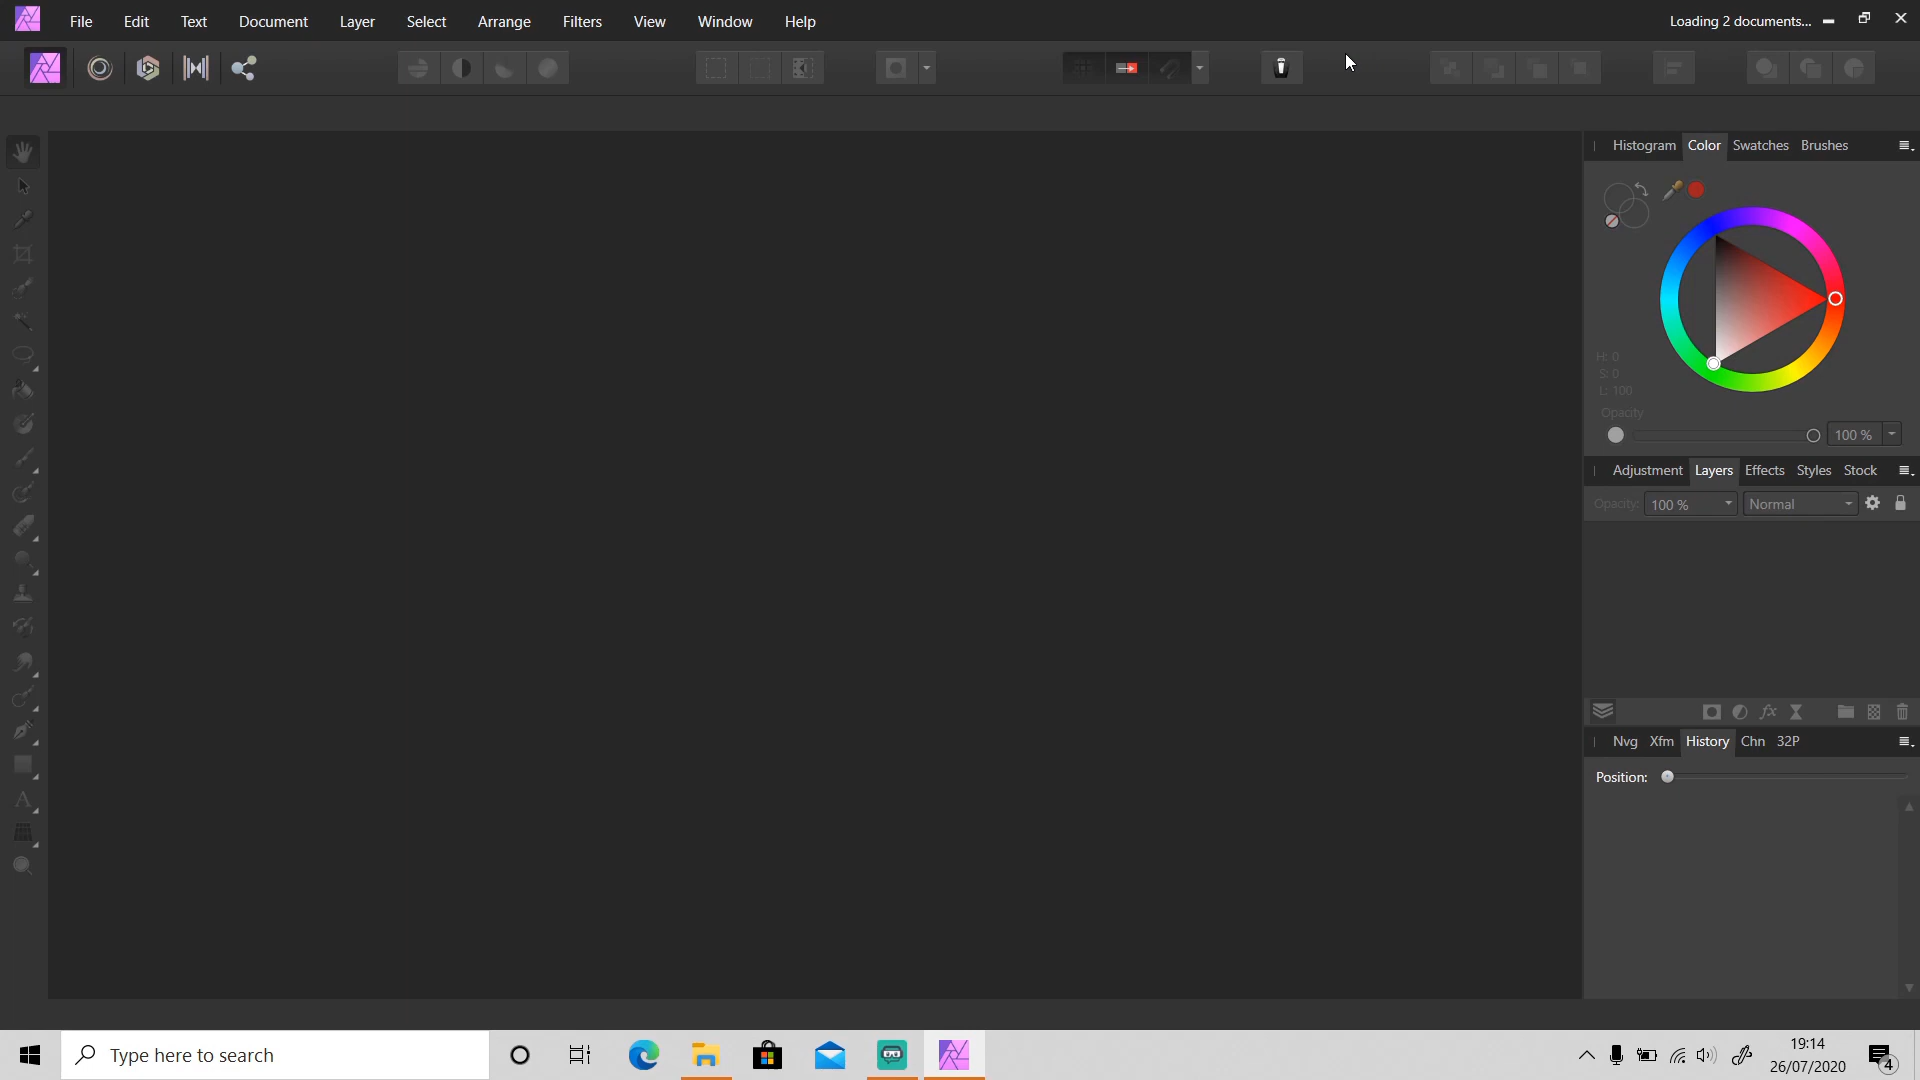 File Edit Text Document Layer Select Arrange Filters View Window Help Loading 2 documents...
Histogram Color Swatches Brushes
H: 0
S: 0
L: 100
Opacity
100 %
Adjustment Layers Effects Styles Stock
Opacity: 100 % Normal
fx
Nvg Xfm History Chn 32P
Position:
A
Type here to search
19:14
26/07/2020
4